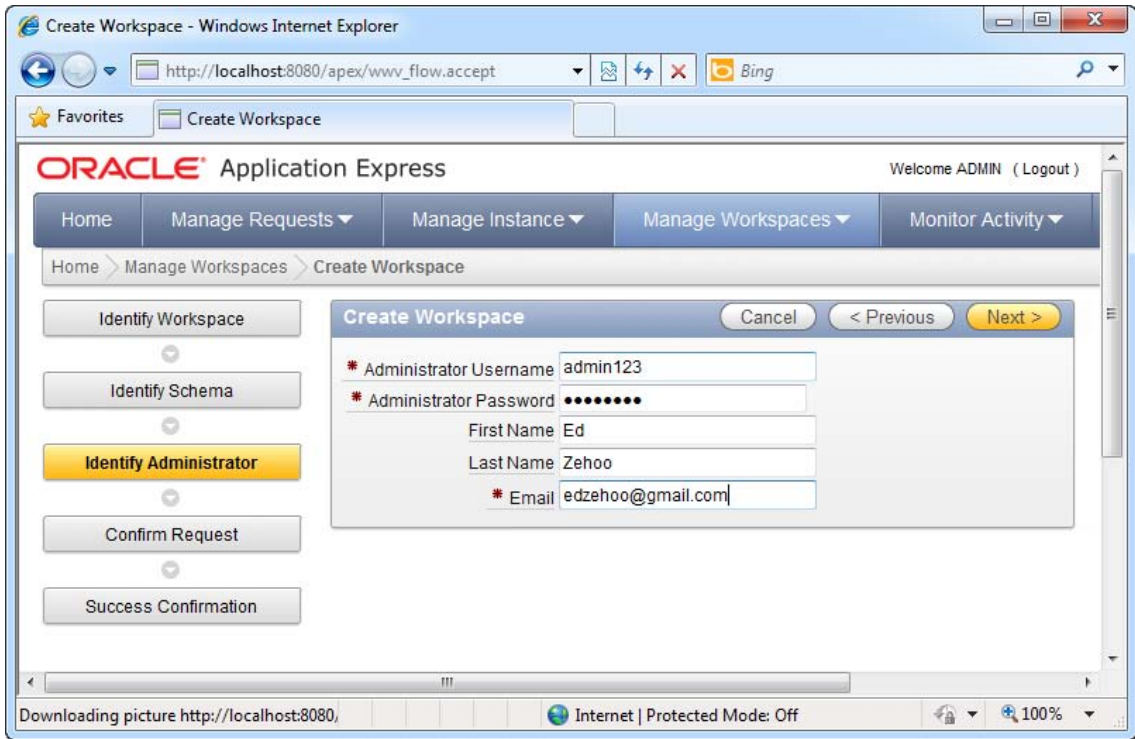 Create Workspace - Windows Internet Explorer
http://localhost:8080/apex/wwv_flow.accept
Bing
Favorites
Create Workspace
ORACLE Application Express
Welcome ADMIN ( Logout )
Home
Manage Requests
Manage Instance
Manage Workspaces
Monitor Activity
Home
Manage Workspaces
Create Workspace
Identify Workspace
Identify Schema
Identify Administrator
Confirm Request
Success Confirmation
Create Workspace
Cancel
< Previous
Next >
* Administrator Username admin123
* Administrator Password ••••••••
First Name Ed
Last Name Zehoo
* Email edzehoo@gmail.com
Downloading picture http://localhost:8080/
Internet | Protected Mode: Off
100%